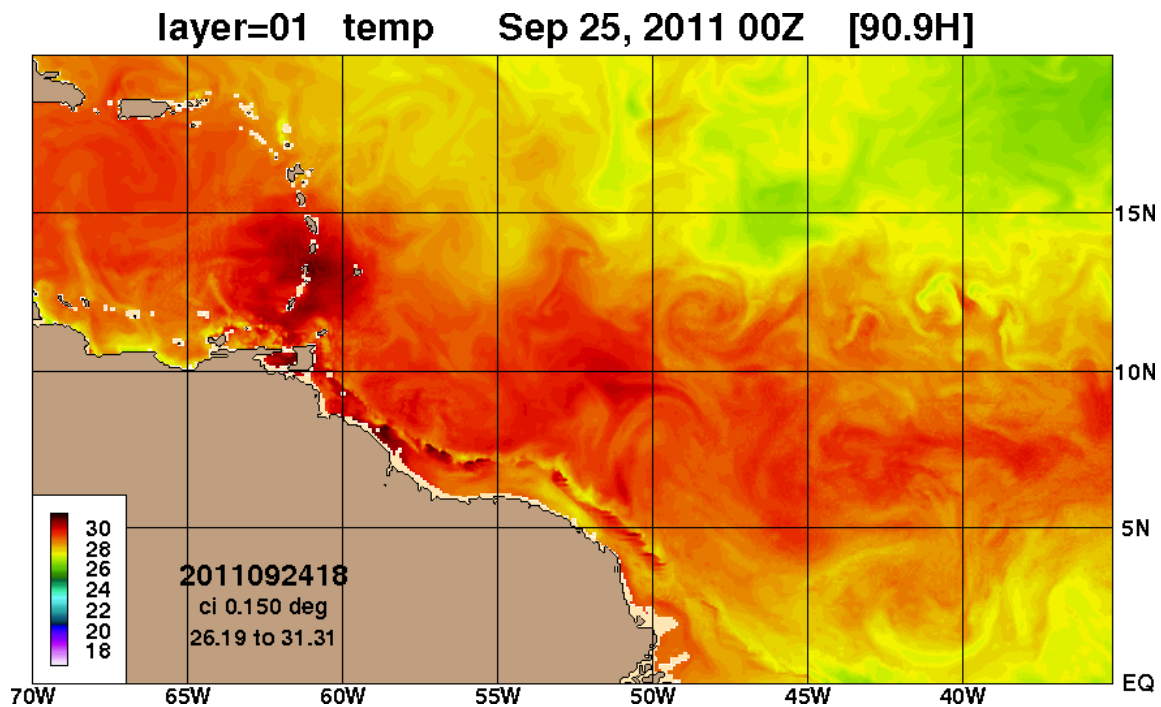 layer=01 temp Sep 25, 2011 00Z [90.9H]
15N
10N
5N
EQ
30
28
26
24
22
20
18
2011092418
ci 0.150 deg
26.19 to 31.31
70W 65W 60W 55W 50W 45W 40W